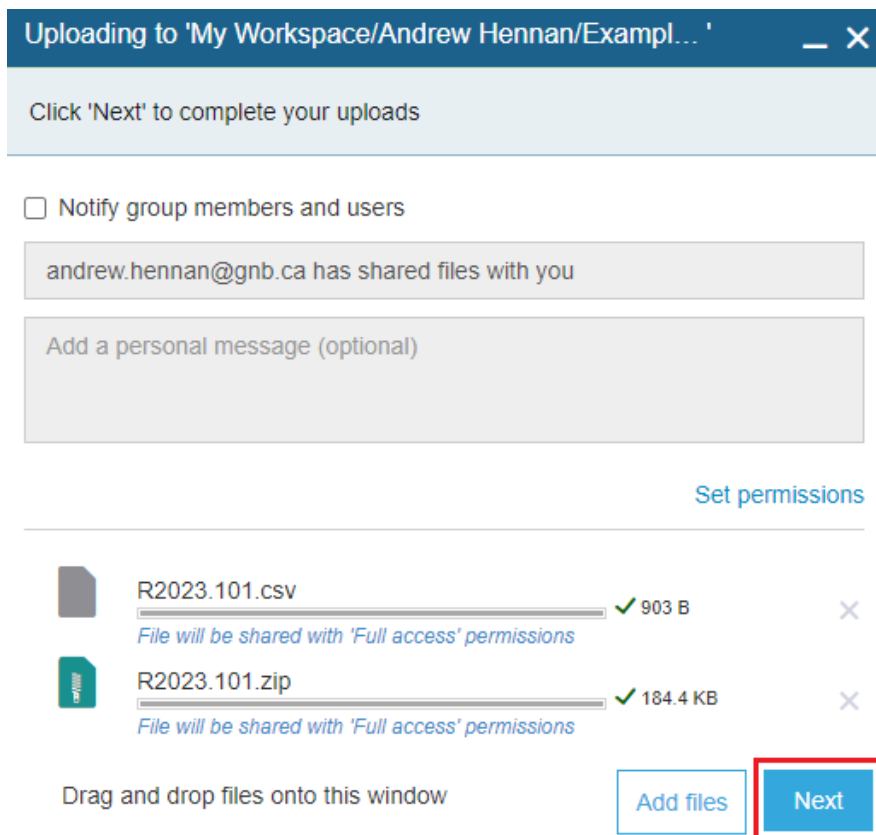 Uploading to 'My Workspace/Andrew Hennan/Exampl... '
Click 'Next' to complete your uploads
Notify group members and users
andrew.hennan@gnb.ca has shared files with you
Add a personal message (optional)
Set permissions
R2023.101.csv
903 B
File will be shared with 'Full access' permissions
R2023.101.zip
184.4 KB
File will be shared with 'Full access' permissions
Drag and drop files onto this window
Add files
Next